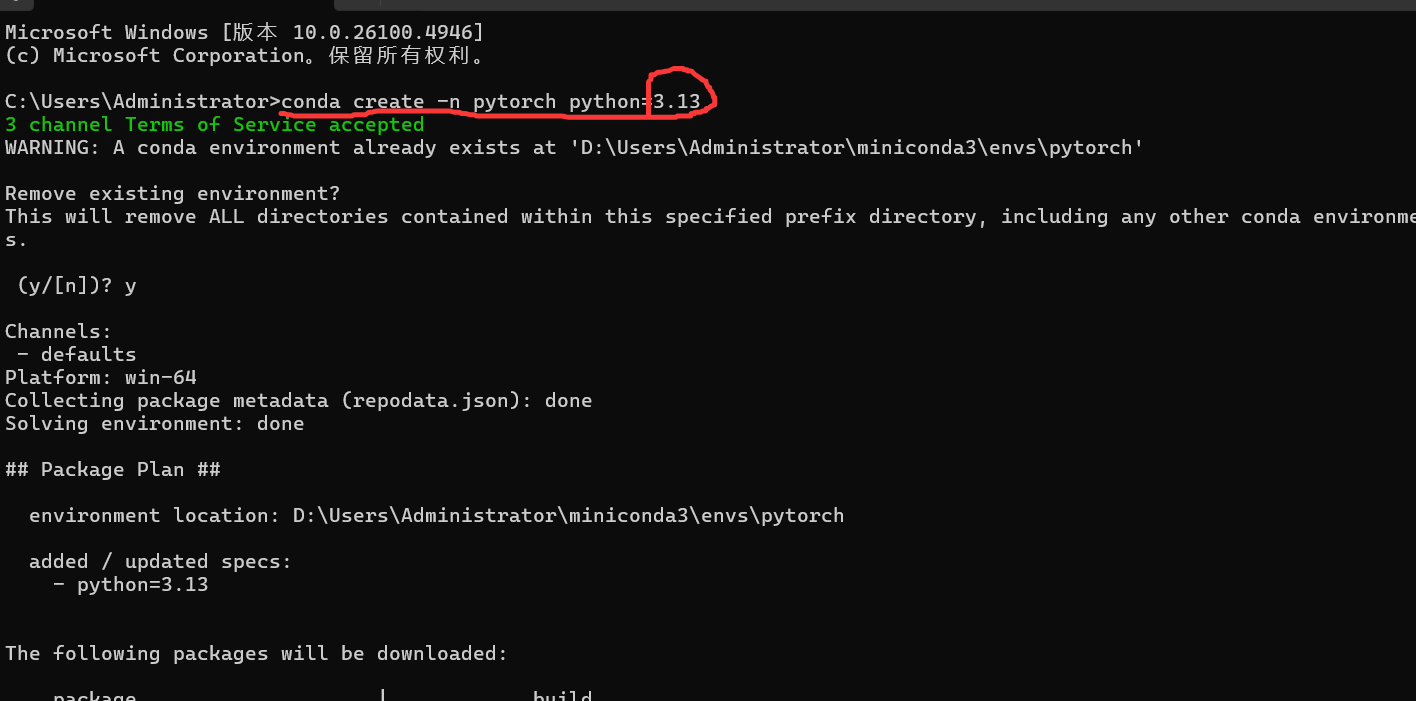 Microsoft Windows [版本 10.0.26100.4946]
(c) Microsoft Corporation。保留所有权利。
C:\Users\Administrator>conda create -n pytorch python=3.13
3 channel Terms of Service accepted
WARNING: A conda environment already exists at 'D:\Users\Administrator\miniconda3\envs\pytorch'
Remove existing environment?
This will remove ALL directories contained within this specified prefix directory, including any other conda environme
s.
(y/[n])? y
Channels:
- defaults
Platform: win-64
Collecting package metadata (repodata.json): done
Solving environment: done
## Package Plan ##
environment location: D:\Users\Administrator\miniconda3\envs\pytorch
added / updated specs:
- python=3.13
The following packages will be downloaded:
package | build